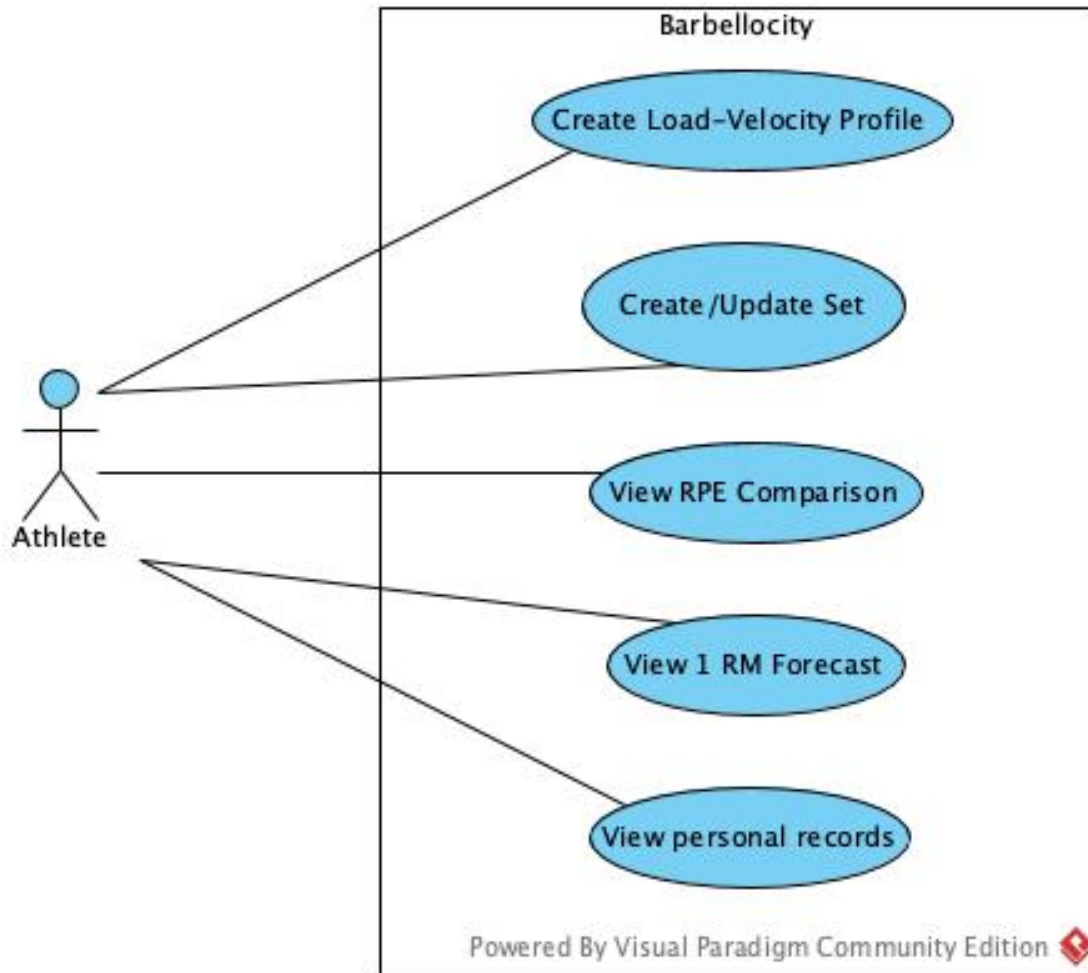 Barbellocity
Create Load-Velocity Profile
Create/Update Set
View RPE Comparison
Athlete
View 1 RM Forecast
View personal records
Powered By Visual Paradigm Community Edition